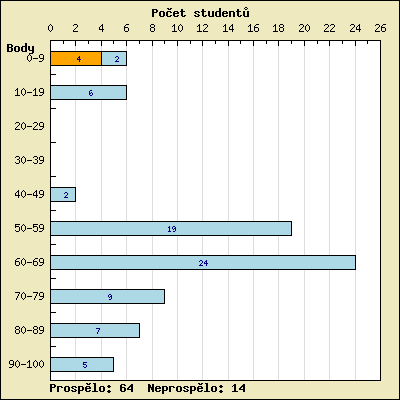 Počet studentů
0 2 4 6 8 10 12 14 16 18 20 22 24 26
Body
0-9 4 2
10-19 6
20-29
30-39
40-49 2
50-59 19
60-69 24
70-79 9
80-89 7
90-100 5
Prospělo: 64 Neprospělo: 14